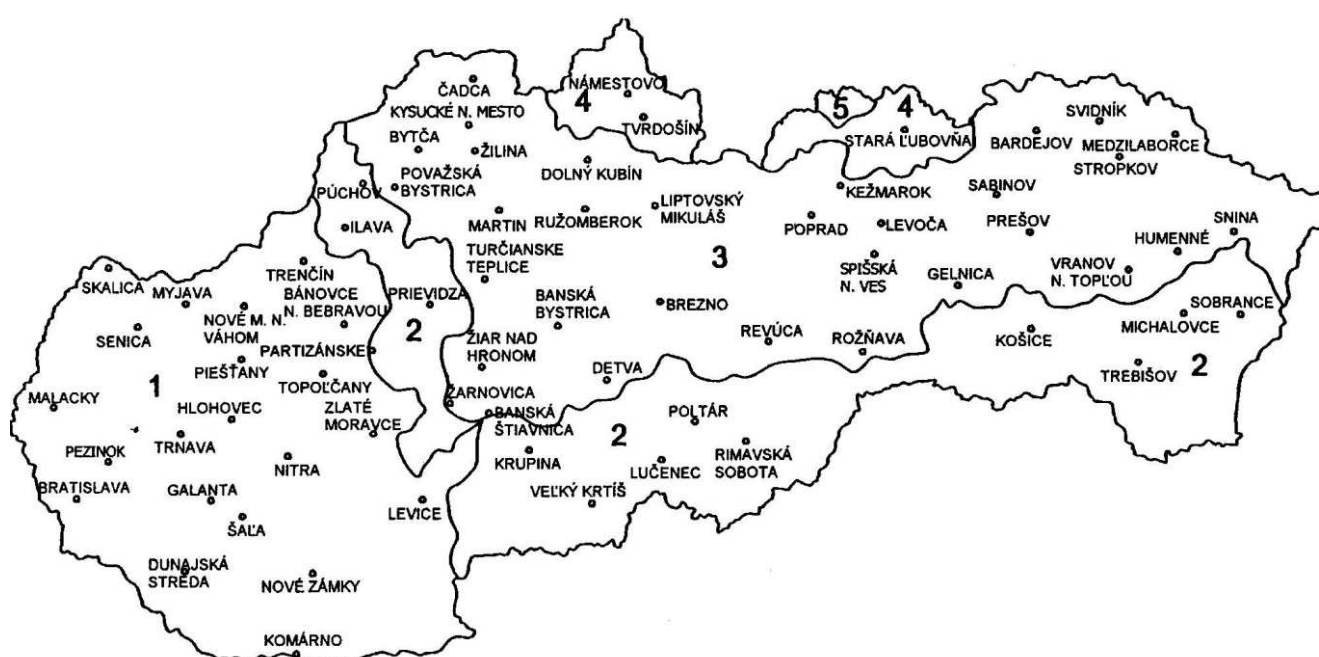 ČADCA
NÁMESTOVO
4
TVRDOŠÍN
5
4
STARÁ ĽUBOVŇA
SVIDNÍK
BARDEJOV
MEDZILABORCE
STROPKOV
KYSUCKÉ N. MESTO
BYTČA
ŽILINA
POVAŽSKÁ
BYSTRICA
DOLNÝ KUBÍN
PÚCHOV
ILAVA
MARTIN
RUŽOMBEROK
LIPTOVSKÝ
MIKULÁŠ
KEŽMAROK
POPRAD
LEVOČA
SABINOV
PREŠOV
SNINA
HUMENNÉ
TURČIANSKE
TEPLICE
3
SPIŠSKÁ
N. VES
GELNICA
VRANOV
N. TOPĽOU
SKALICA
MYJAVA
TRENČÍN
BÁNOVCE
N. BEBRAVOU
PRIEVIDZA
NOVÉ M. N.
VÁHOM
SENICA
2
BANSKÁ
BYSTRICA
BREZNO
REVÚCA
ROŽŇAVA
KOŠICE
MICHALOVCE
SOBRANCE
TREBIŠOV
2
PARTIZÁNSKE
PIEŠŤANY
TOPOĽČANY
ŽIAR NAD
HRONOM
DETVA
1
MALACKY
HLOHOVEC
ZLATÉ
MORAVCE
ŽARNOVICA
BANSKÁ
ŠTIAVNICA
2
POLTÁR
PEZINOK
TRNAVA
NITRA
KRUPINA
LUČENEC
RIMAVSKÁ
SOBOTA
BRATISLAVA
GALANTA
ŠAĽA
LEVICE
VEĽKÝ KRTÍŠ
DUNAJSKÁ
STREDA
NOVÉ ZÁMKY
KOMÁRNO